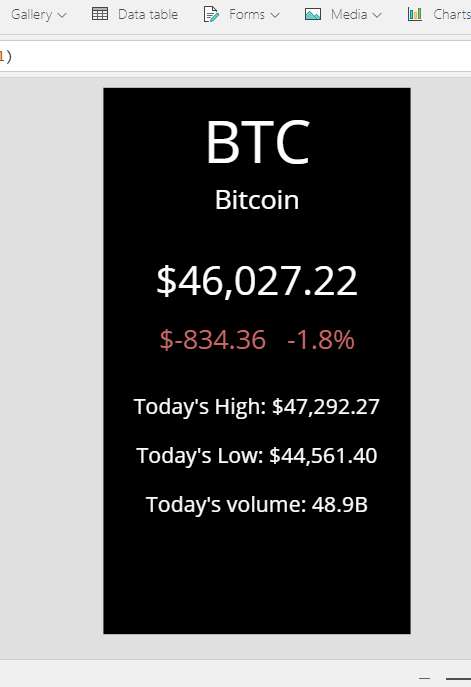 Gallery Data table Forms Media Charts
)
BTC
Bitcoin
$46,027.22
$-834.36 -1.8%
Today's High: $47,292.27
Today's Low: $44,561.40
Today's volume: 48.9B